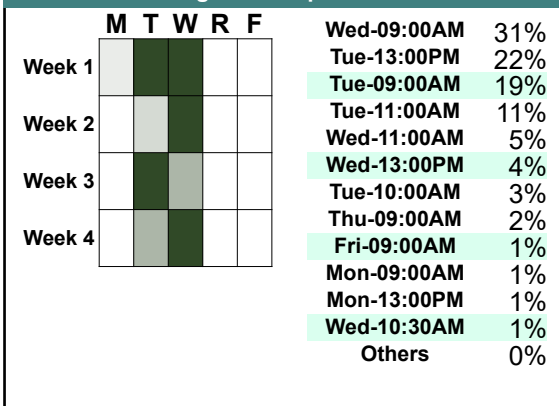 M T W R F
Week 1
Week 2
Week 3
Week 4
Wed-09:00AM 31%
Tue-13:00PM 22%
Tue-09:00AM 19%
Tue-11:00AM 11%
Wed-11:00AM 5%
Wed-13:00PM 4%
Tue-10:00AM 3%
Thu-09:00AM 2%
Fri-09:00AM 1%
Mon-09:00AM 1%
Mon-13:00PM 1%
Wed-10:30AM 1%
Others 0%